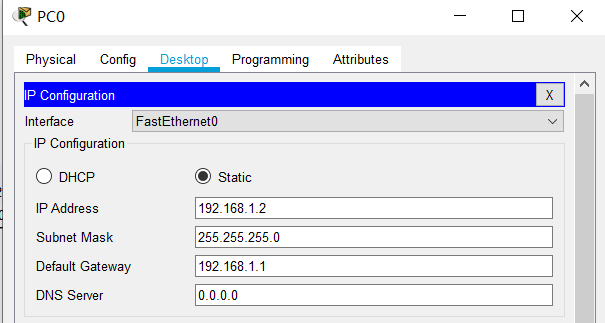 PC0
Physical Config Desktop Programming Attributes
IP Configuration X
Interface FastEthernet0
IP Configuration
DHCP Static
IP Address 192.168.1.2
Subnet Mask 255.255.255.0
Default Gateway 192.168.1.1
DNS Server 0.0.0.0